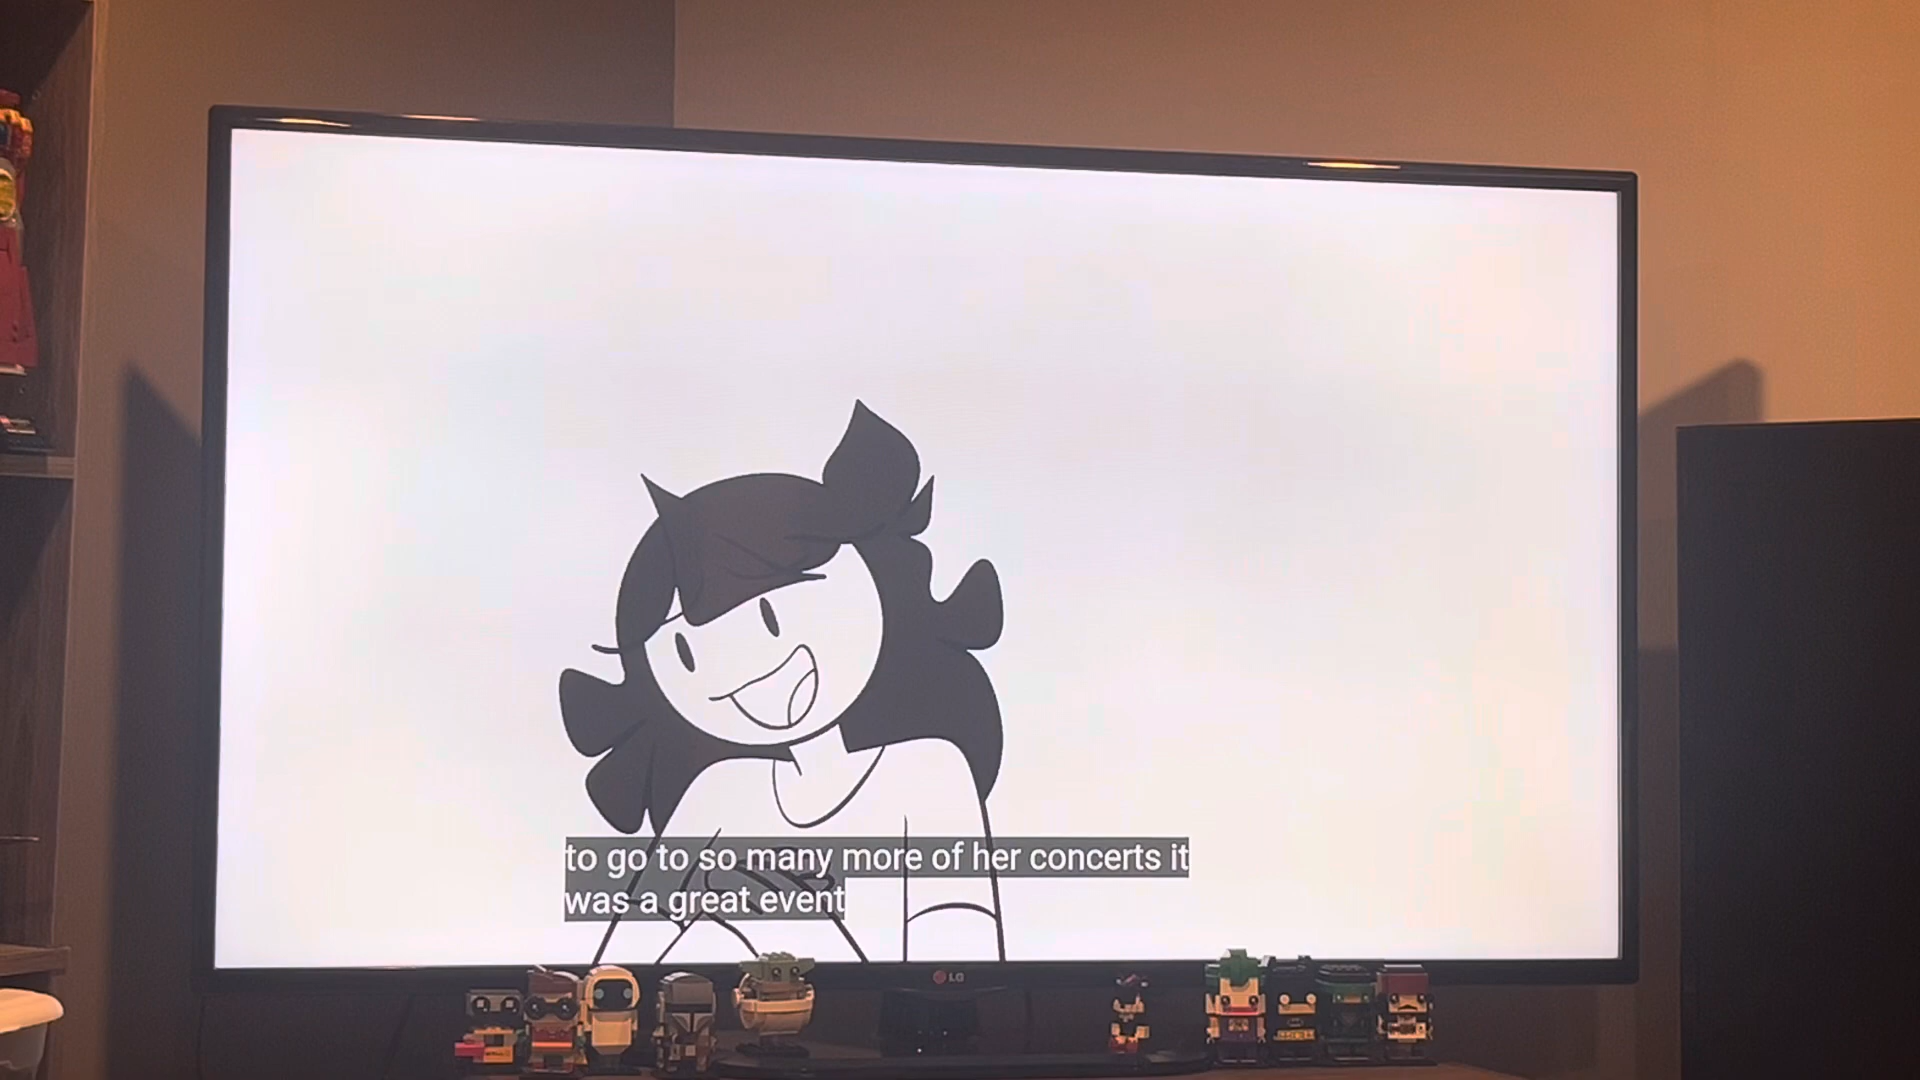 to go to so many more of her concerts it
was a great event
LG